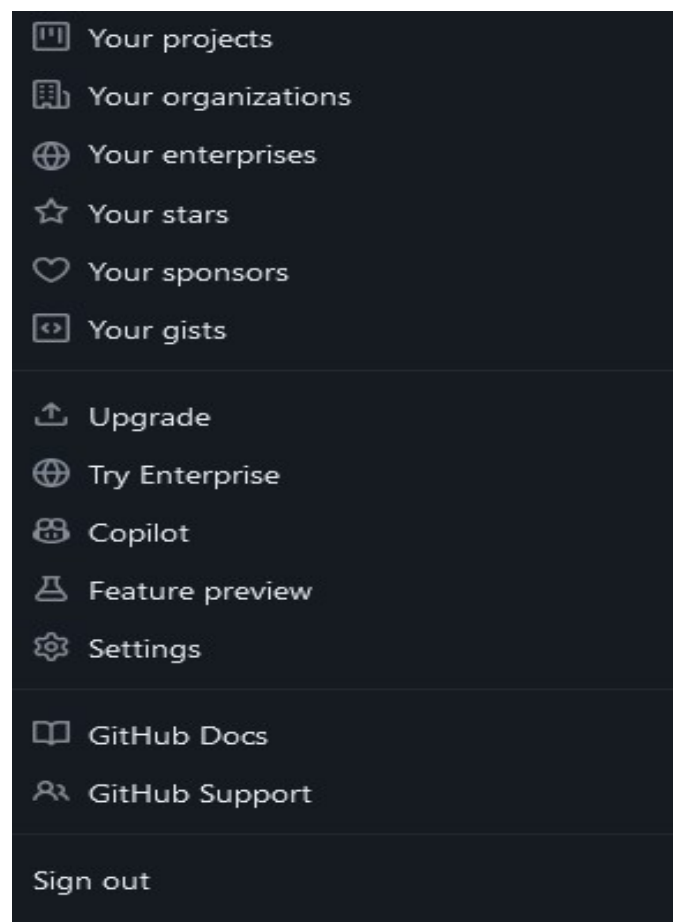 Your projects
Your organizations
Your enterprises
Your stars
Your sponsors
Your gists
Upgrade
Try Enterprise
Copilot
Feature preview
Settings
GitHub Docs
GitHub Support
Sign out